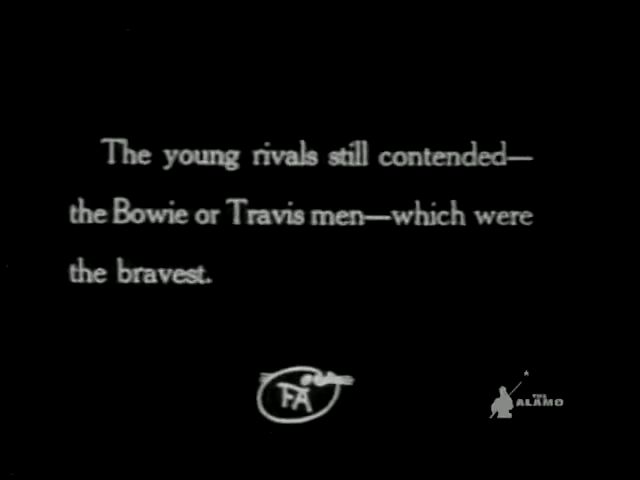 The young rivals still contended—
the Bowie or Travis men—which were
the bravest.
FA
THE
ALAMO